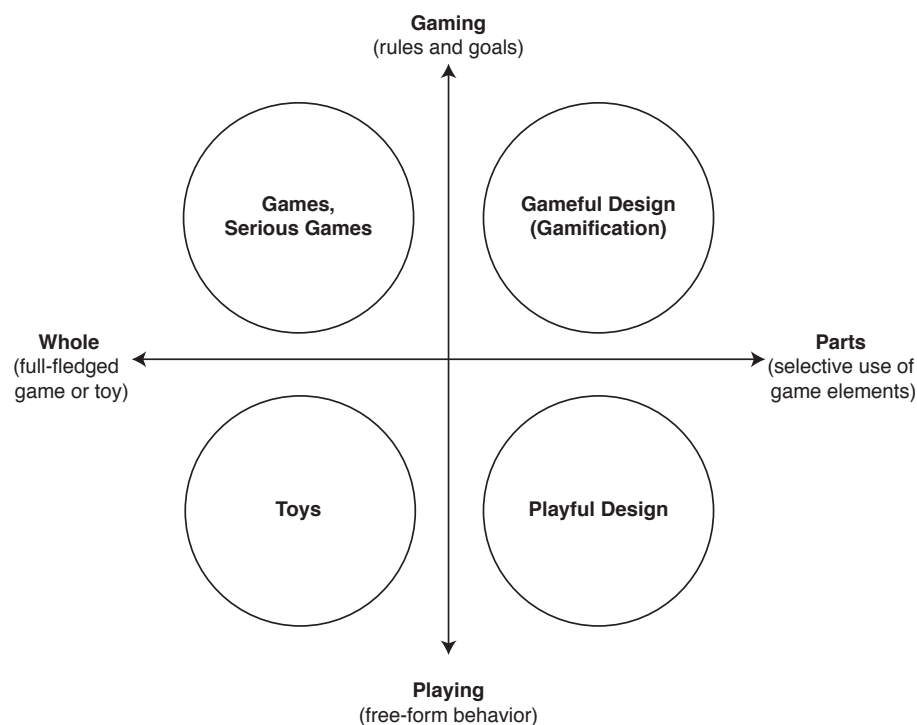 Gaming
(rules and goals)
Games,
Serious Games
Gameful Design
(Gamification)
Whole
(full-fledged
game or toy)
Parts
(selective use of
game elements)
Toys
Playful Design
Playing
(free-form behavior)